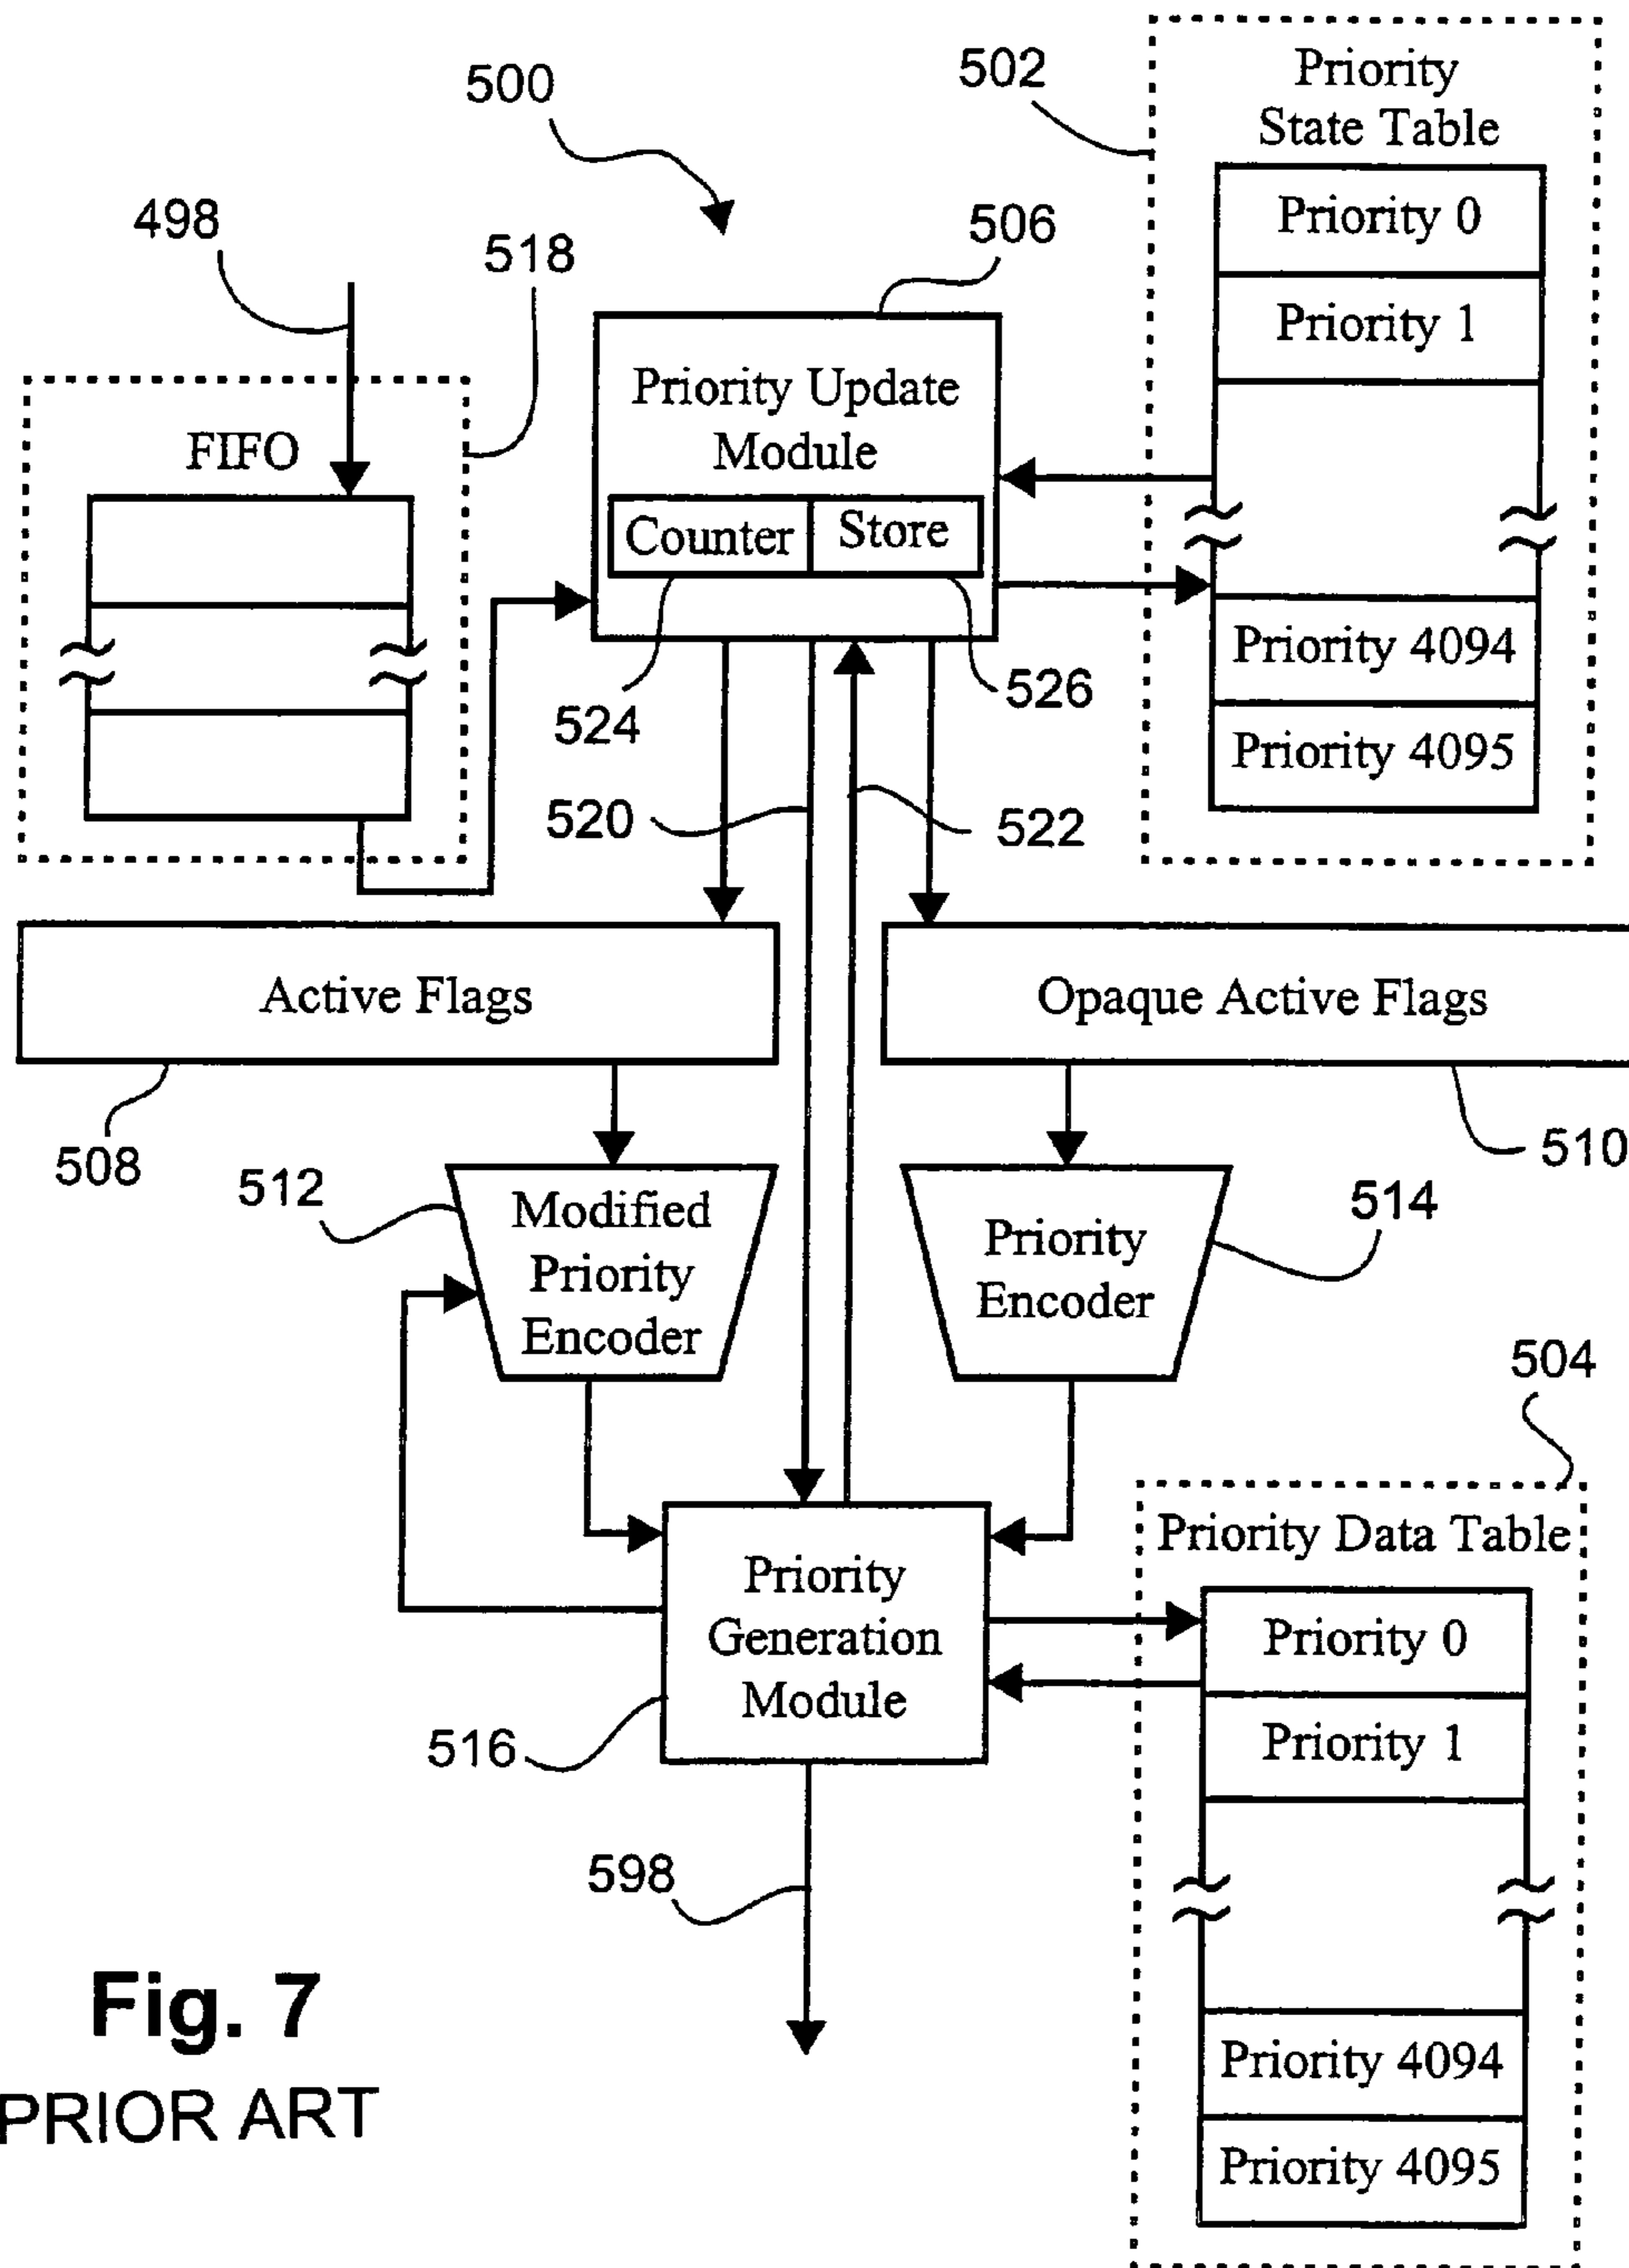 500
502
Priority
State Table
Priority 0
Priority 1
Priority 4094
Priority 4095
498
518
506
FIFO
Priority Update
Module
Counter
Store
524
526
520
522
Active Flags
Opaque Active Flags
508
510
512
Modified
Priority
Encoder
Priority
Encoder
514
504
Priority Data Table
Priority 0
Priority 1
Priority 4094
Priority 4095
Priority
Generation
Module
516
598
Fig. 7
PRIOR ART